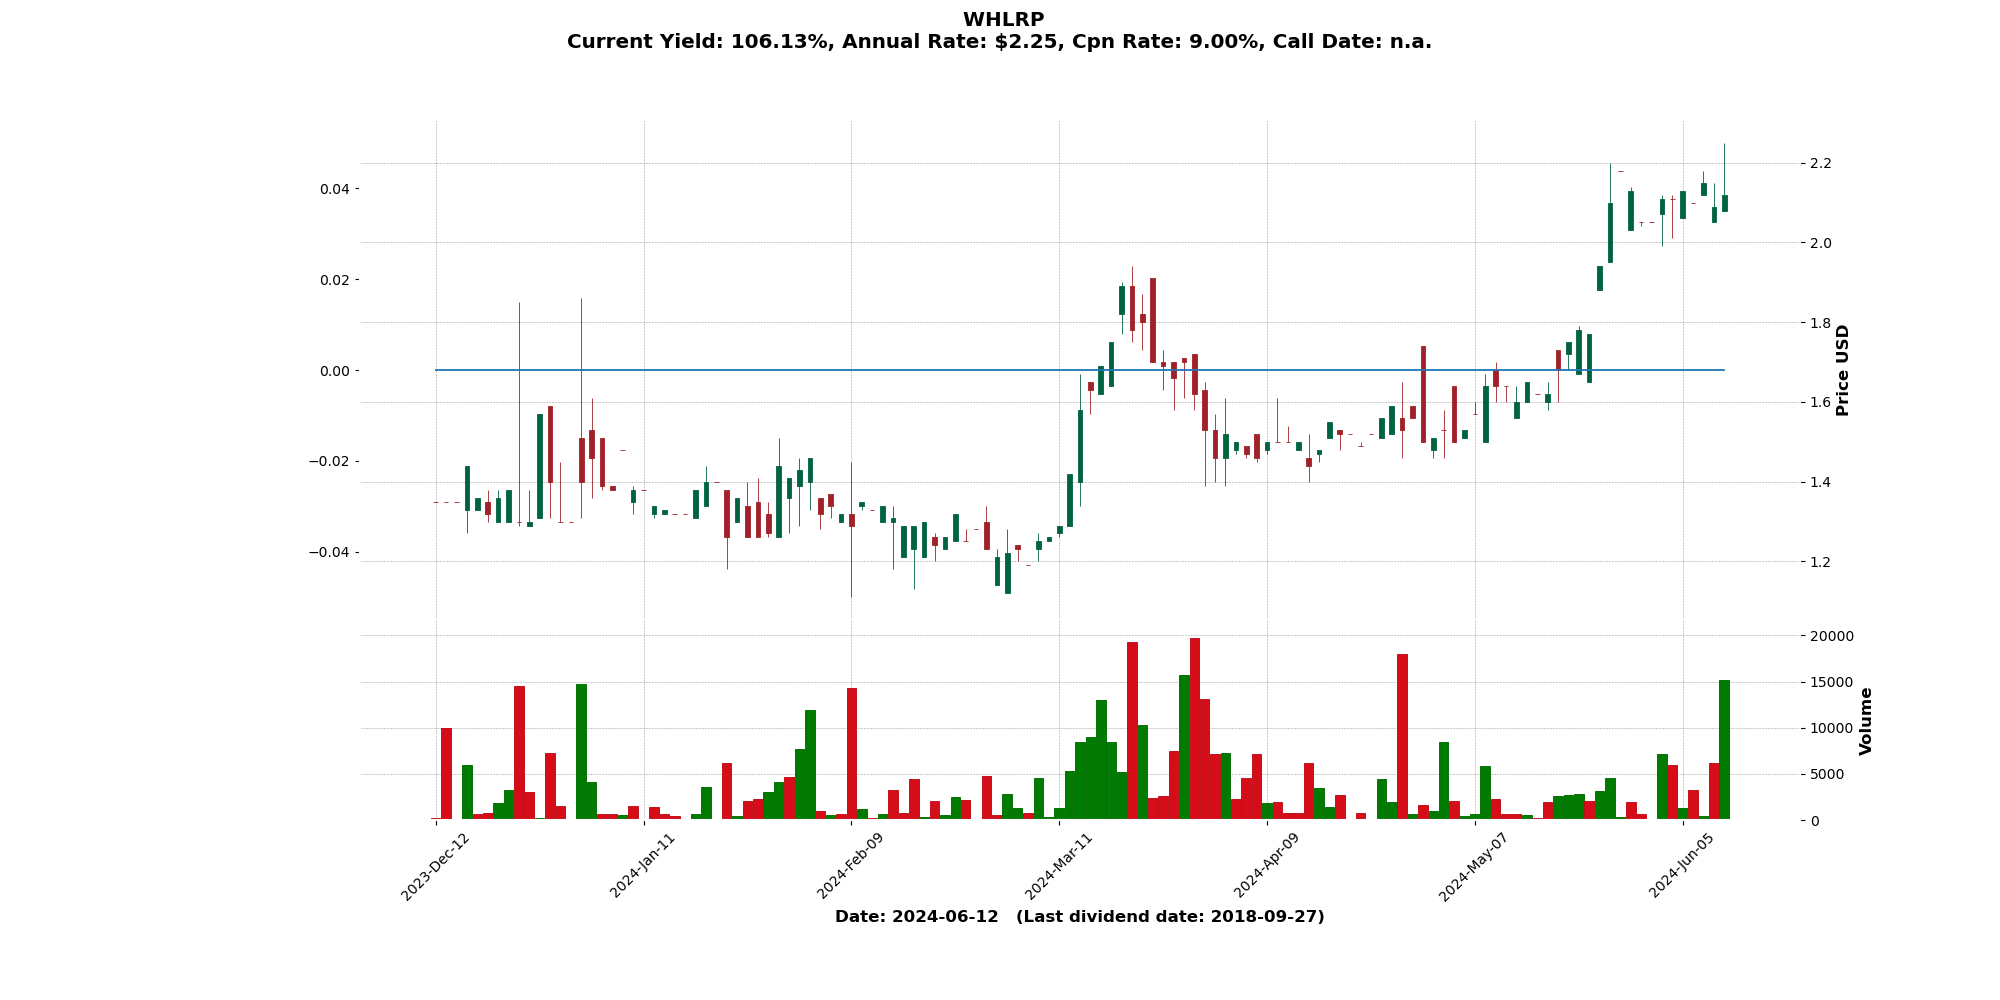 WHLRP
Current Yield: 106.13%, Annual Rate: $2.25, Cpn Rate: 9.00%, Call Date: n.a.
0.04
0.02
0.00
−0.02
−0.04
2.2
2.0
1.8
1.6
1.4
1.2
Price USD
20000
15000
10000
5000
0
Volume
2023-Dec-12
2024-Jan-11
2024-Feb-09
2024-Mar-11
2024-Apr-09
2024-May-07
2024-Jun-05
Date: 2024-06-12   (Last dividend date: 2018-09-27)